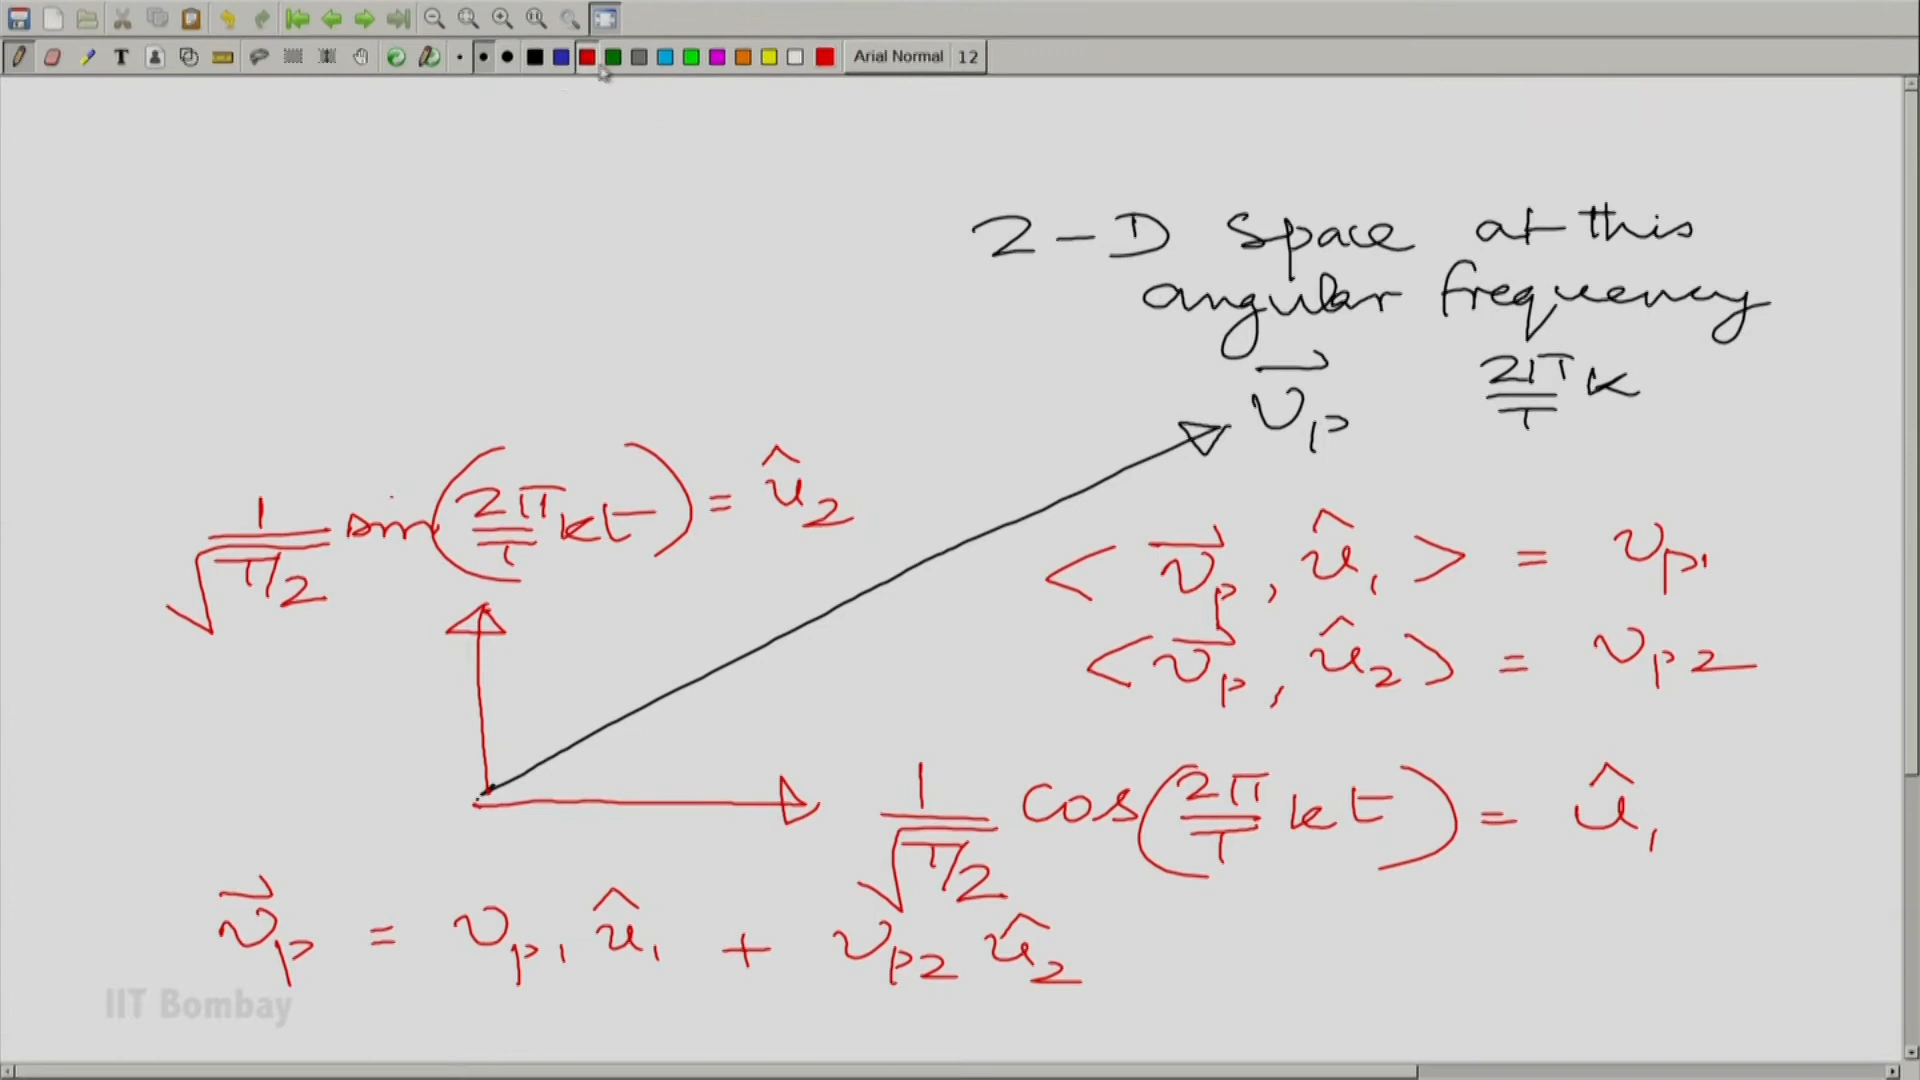 Arial Normal 12
2-D space at this
angular frequency
2π/T k
v⃗p
1/√(T/2) sin(2π/T kt) = û2
<v⃗p, û1> = vp1
<v⃗p, û2> = vp2
1/√(T/2) cos(2π/T kt) = û1
v⃗p = vp1 û1 + vp2 û2
IIT Bombay